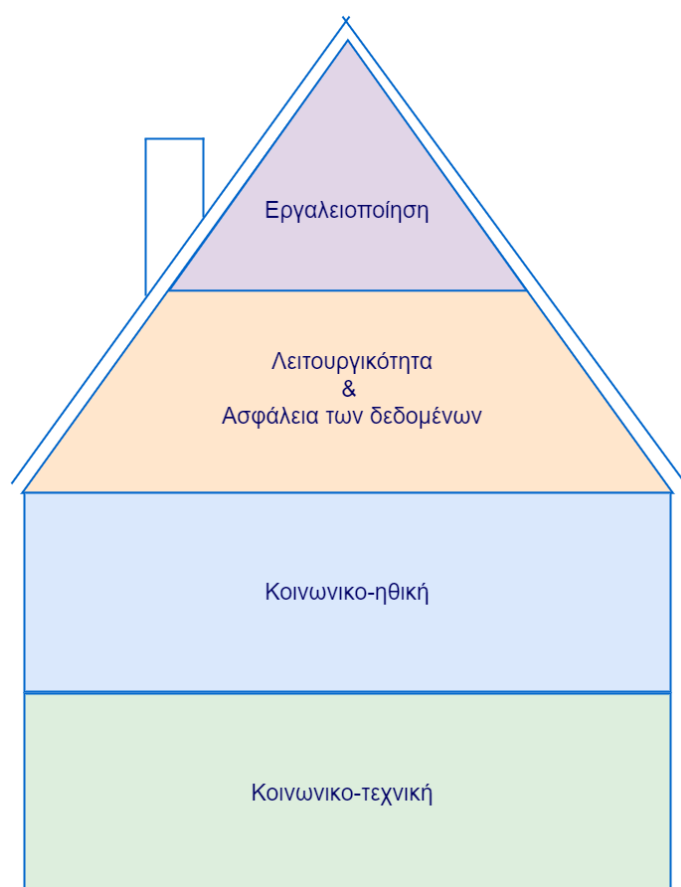 Εργαλειοποίηση
Λειτουργικότητα
&
Ασφάλεια των δεδομένων
Κοινωνικο-ηθική
Κοινωνικο-τεχνική